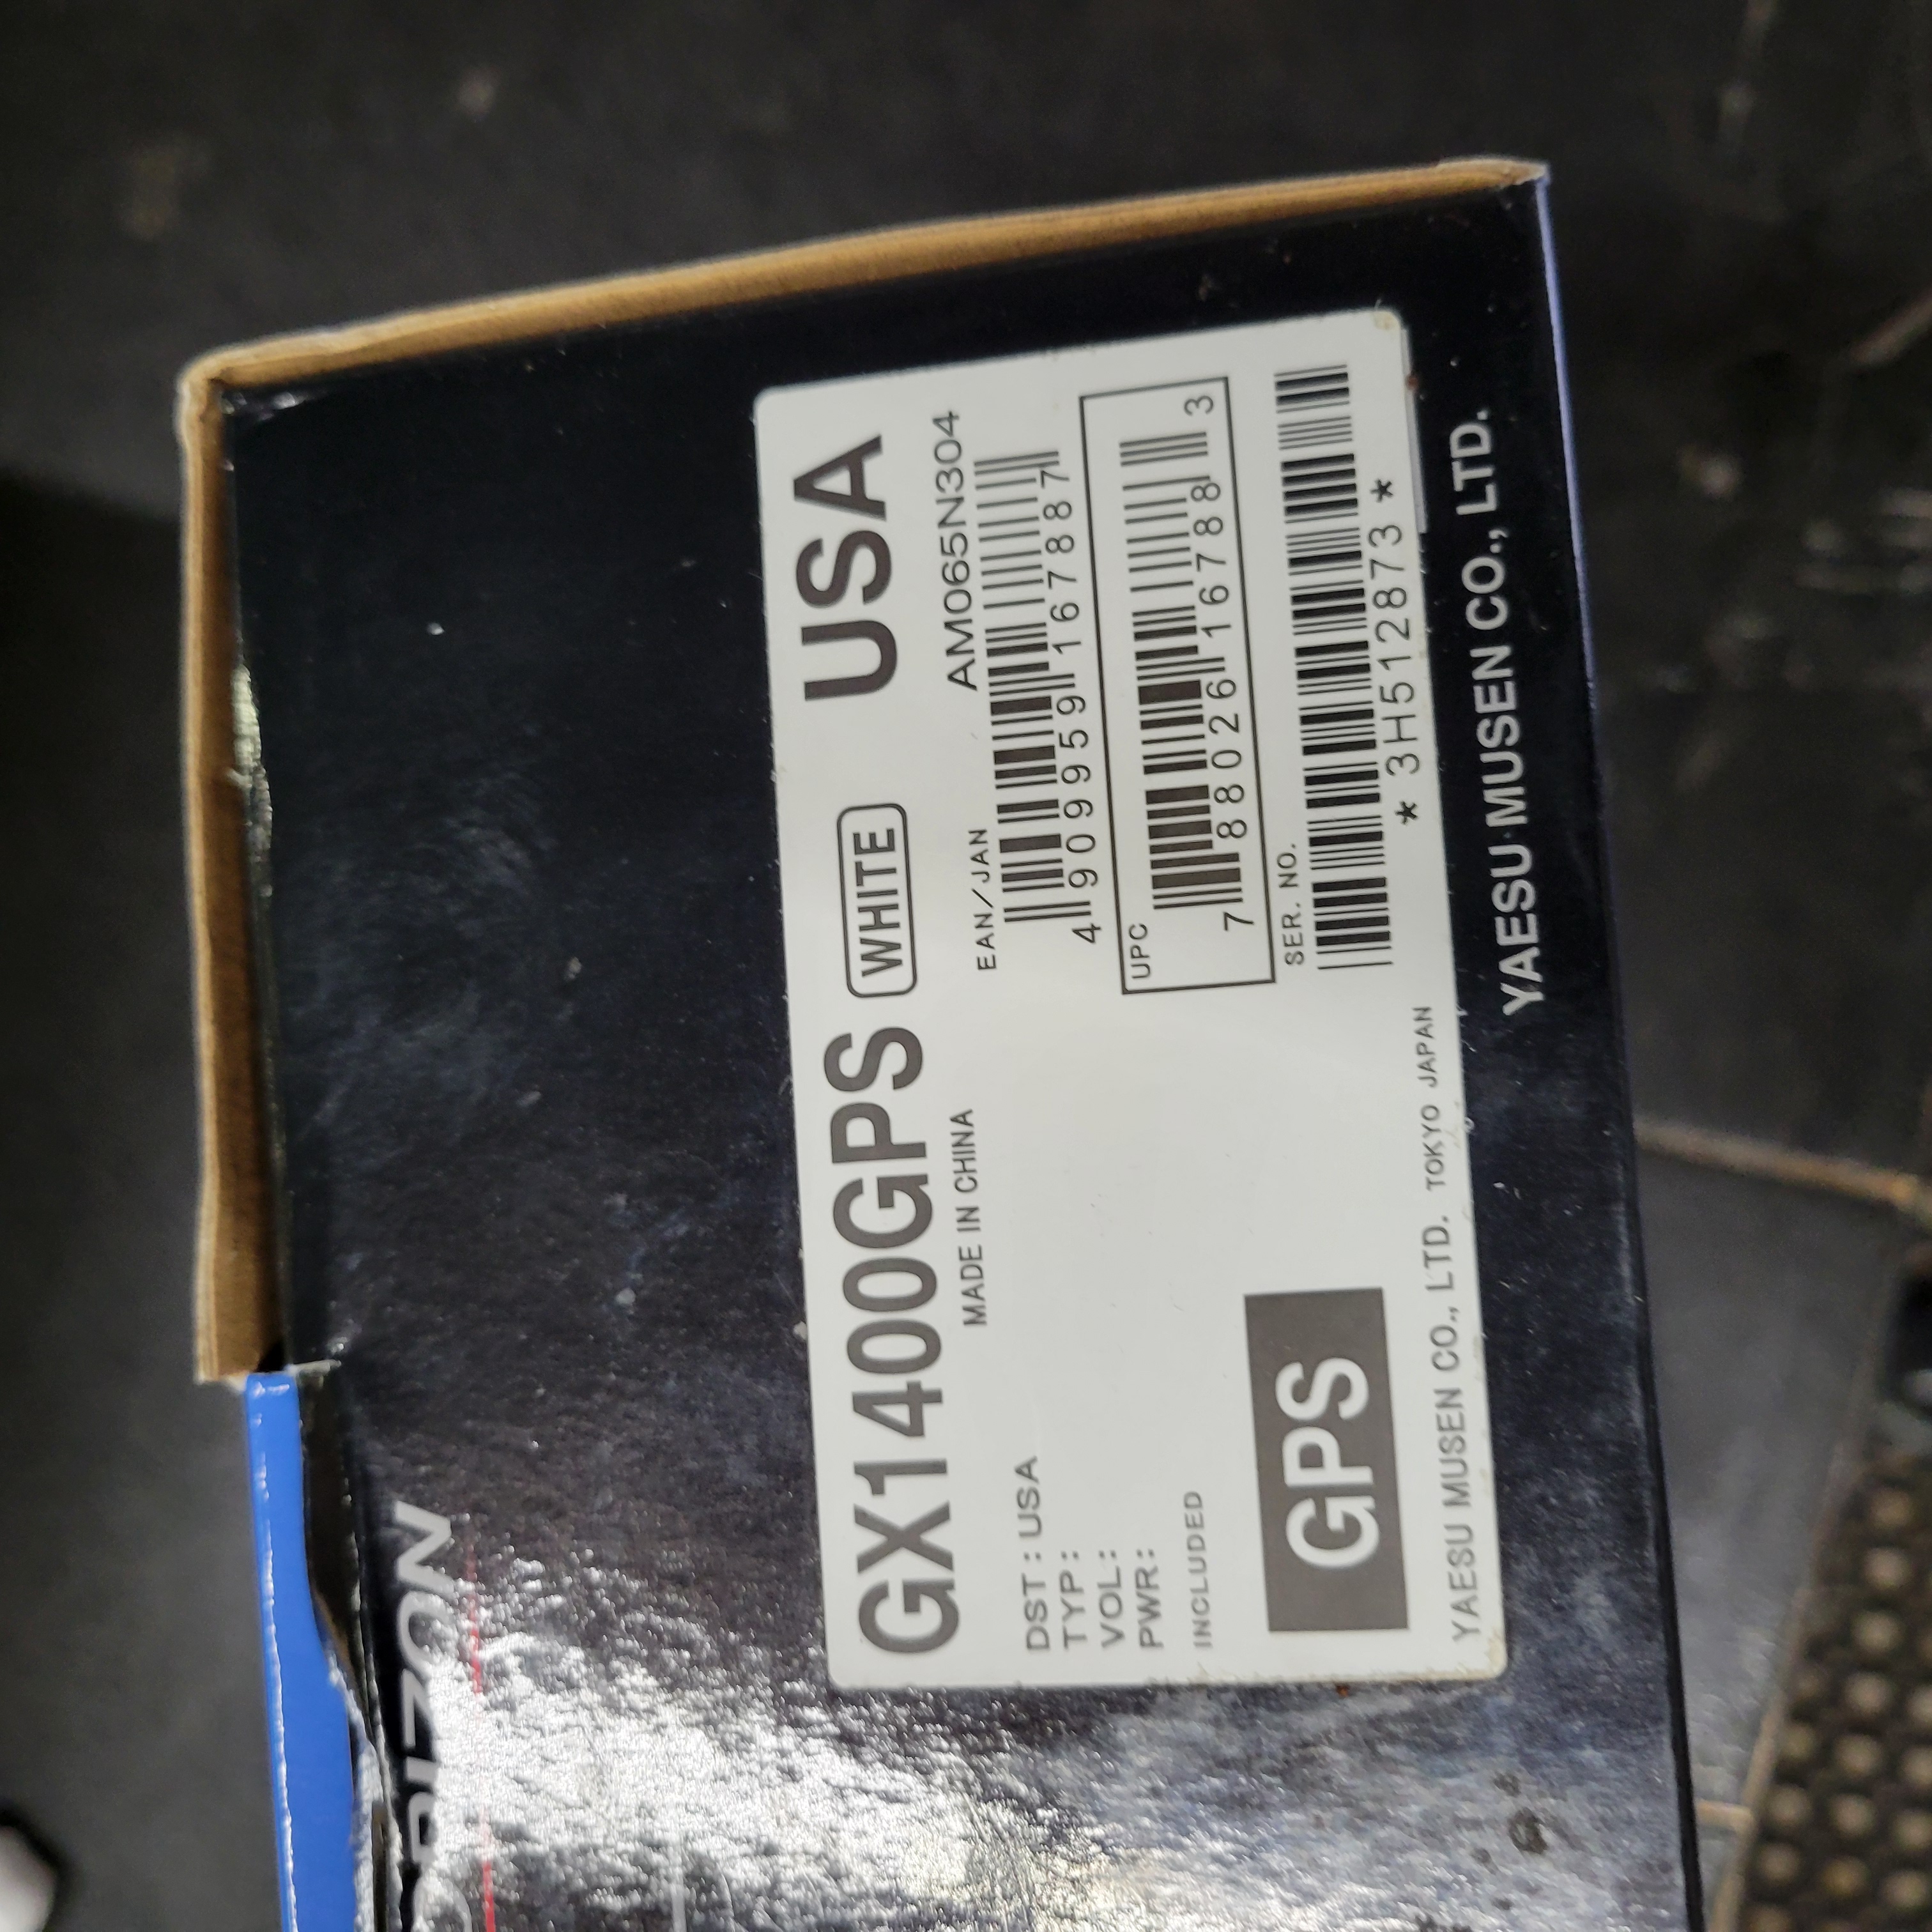 GX1400GPS WHITE USA
MADE IN CHINA
AM065N304
DST : USA
TYP :
VOL :
PWR :
INCLUDED
GPS
EAN/JAN
4 909959 167887
UPC
7 88026 16788 3
SER. NO.
* 3H512873 *
YAESU MUSEN CO., LTD. TOKYO JAPAN
YAESU MUSEN CO., LTD.